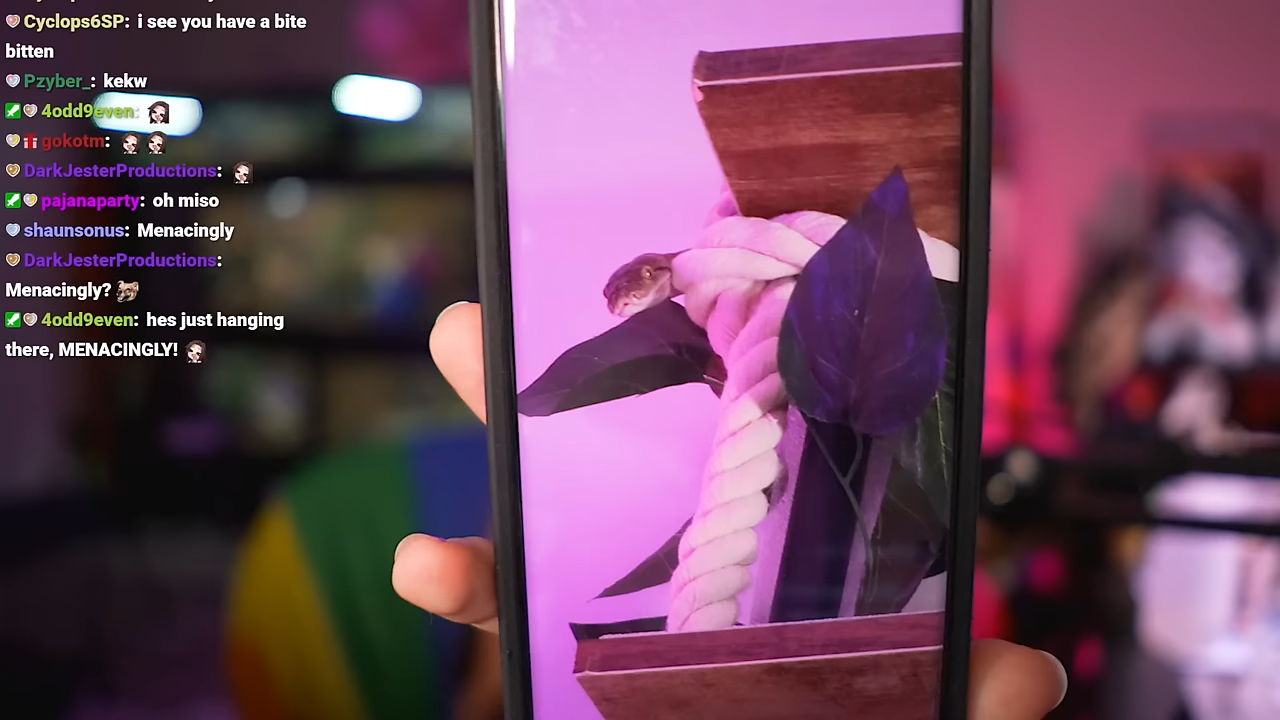 Cyclops6SP: i see you have a bite
bitten
Pzyber_: kekw
4odd9even:
gokotm:
DarkJesterProductions:
pajanaparty: oh miso
shaunsonus: Menacingly
DarkJesterProductions:
Menacingly?
4odd9even: hes just hanging
there, MENACINGLY!